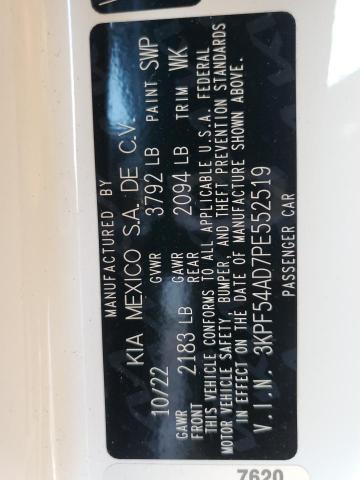 MANUFACTURED BY
KIA MEXICO S.A. DE C.V.
10/22 GVWR 3792 LB PAINT SWP
GAWR FRONT 2183 LB GAWR REAR 2094 LB TRIM WK
THIS VEHICLE CONFORMS TO ALL APPLICABLE U.S.A. FEDERAL
MOTOR VEHICLE SAFETY, BUMPER, AND THEFT PREVENTION STANDARDS
IN EFFECT ON THE DATE OF MANUFACTURE SHOWN ABOVE.
V.I.N. 3KPF54AD7PE552519
PASSENGER CAR
7620